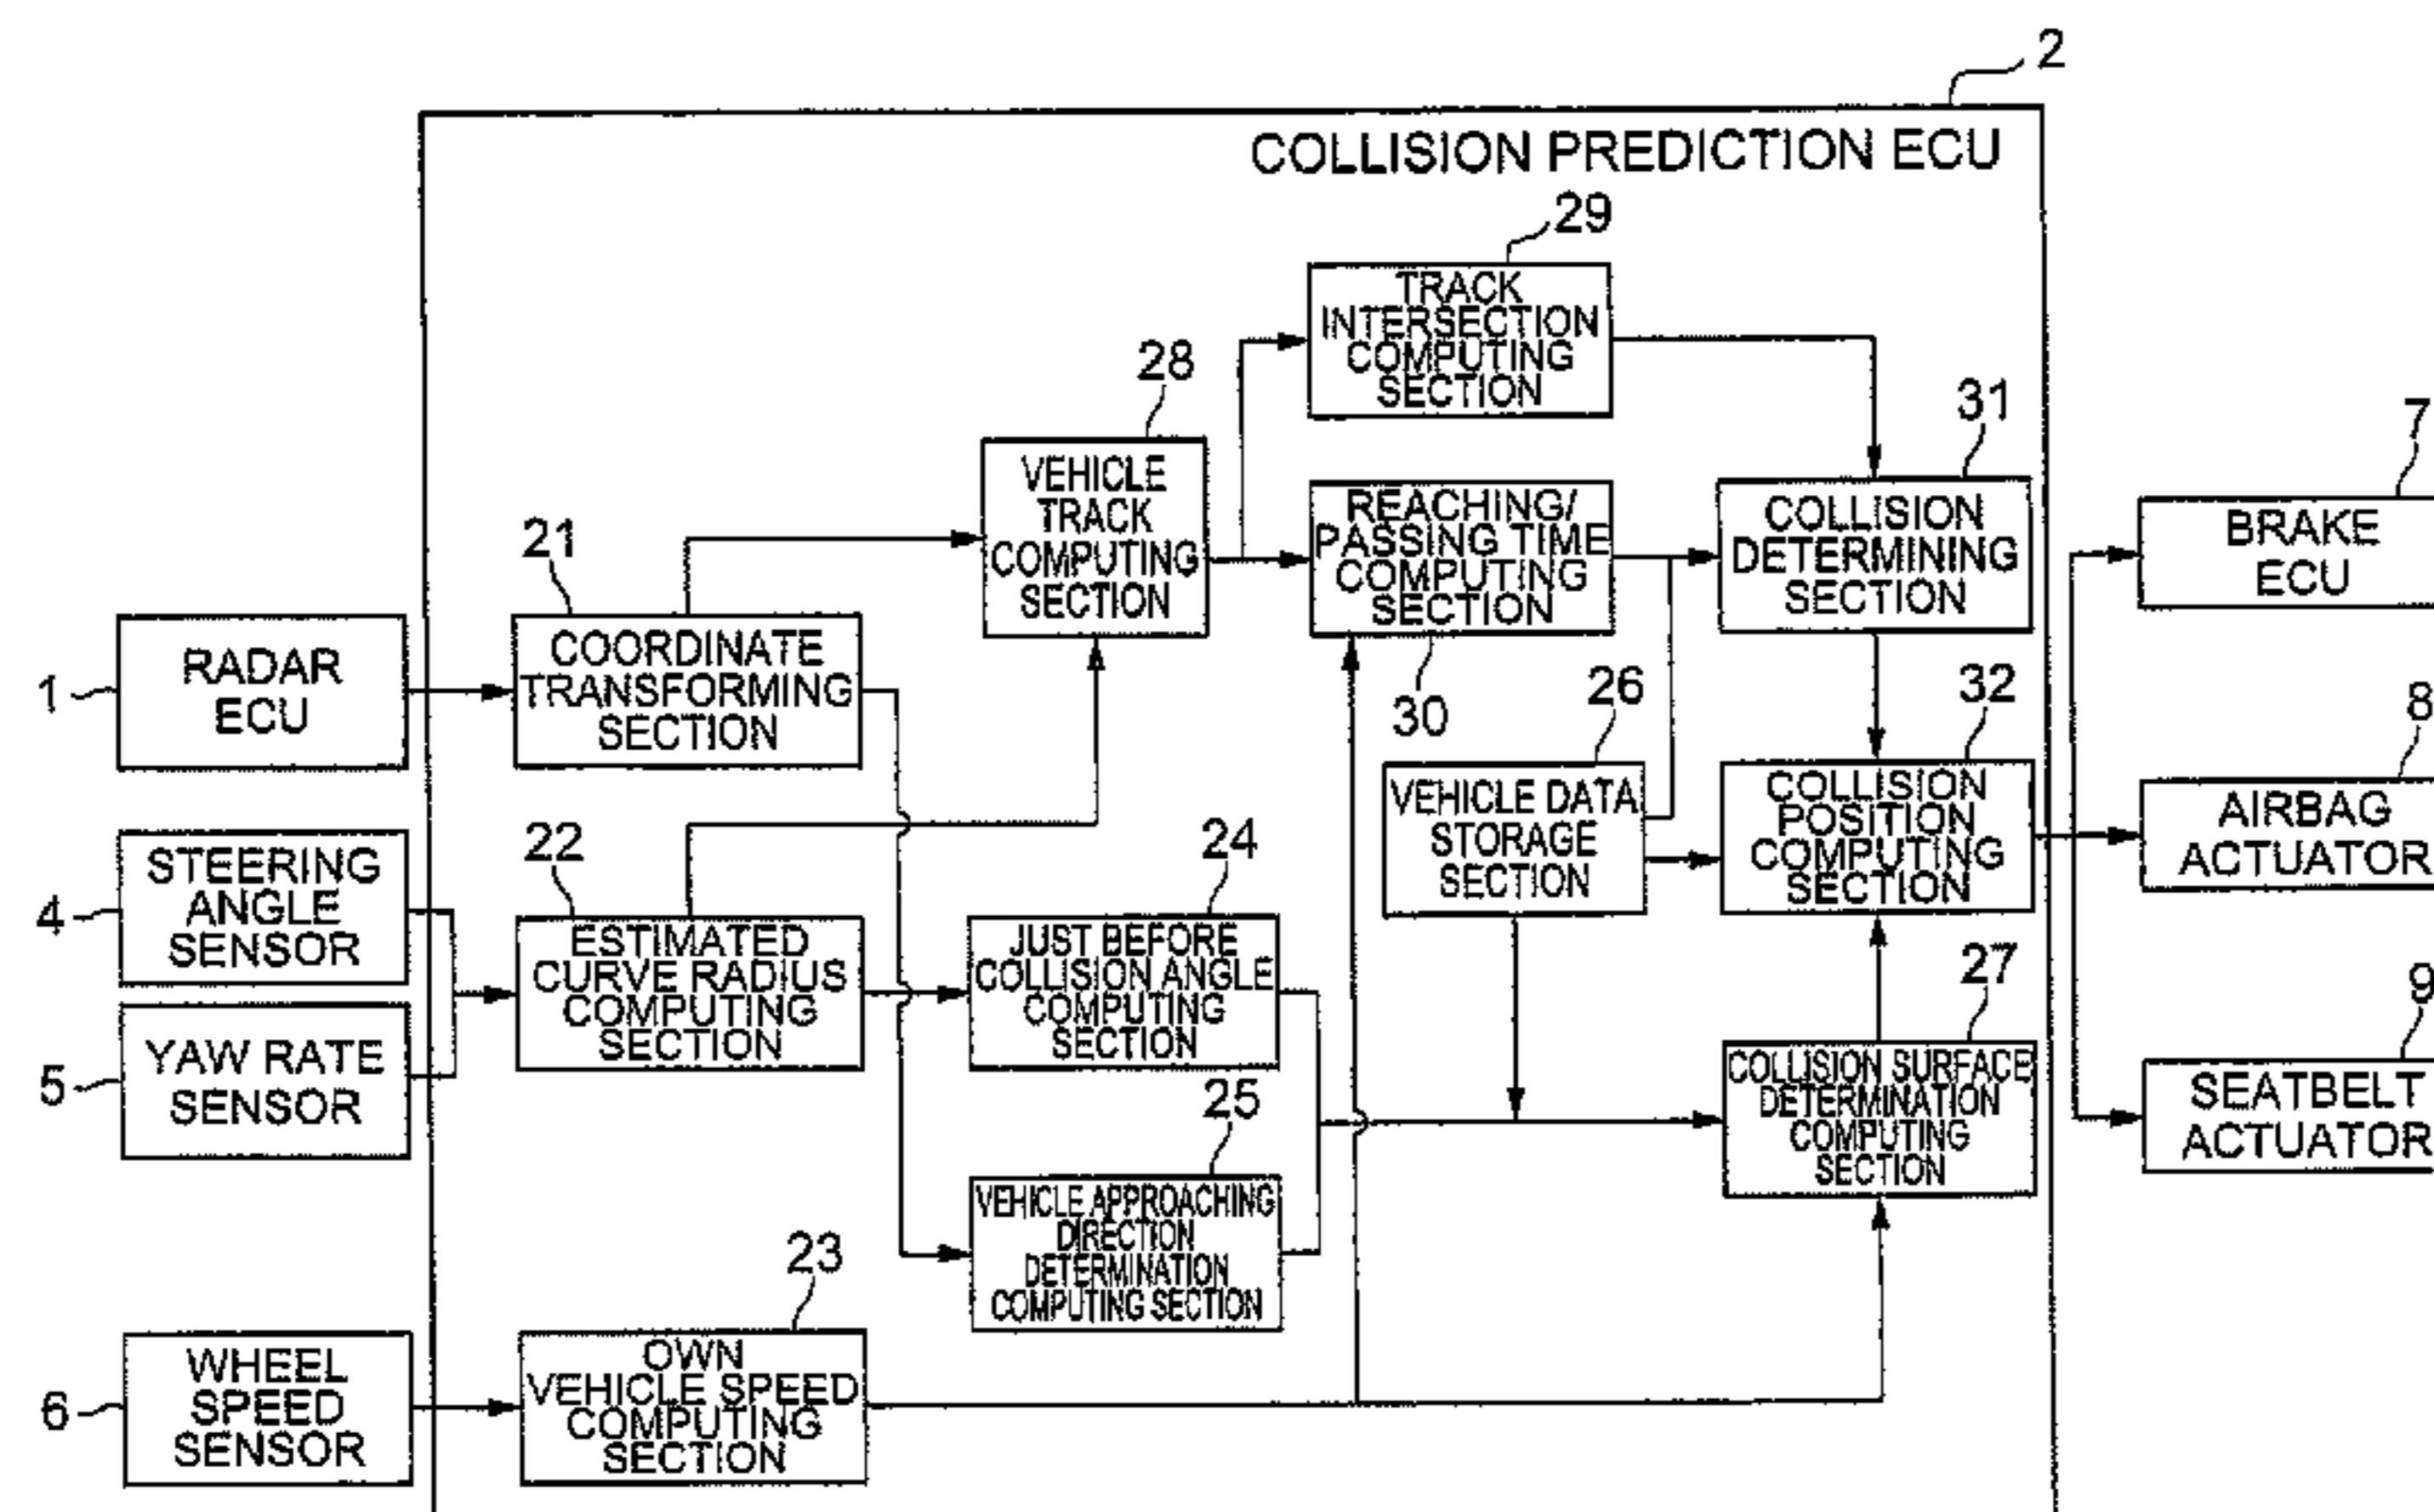 2
COLLISION PREDICTION ECU
29
TRACK
INTERSECTION
COMPUTING
SECTION
28
VEHICLE
TRACK
COMPUTING
SECTION
REACHING/
PASSING TIME
COMPUTING
SECTION
30
31
COLLISION
DETERMINING
SECTION
7
BRAKE
ECU
21
COORDINATE
TRANSFORMING
SECTION
1
RADAR
ECU
26
VEHICLE DATA
STORAGE
SECTION
32
COLLISION
POSITION
COMPUTING
SECTION
8
AIRBAG
ACTUATOR
4
STEERING
ANGLE
SENSOR
22
ESTIMATED
CURVE RADIUS
COMPUTING
SECTION
24
JUST BEFORE
COLLISION ANGLE
COMPUTING
SECTION
27
COLLISION SURFACE
DETERMINATION
COMPUTING
SECTION
9
SEATBELT
ACTUATOR
5
YAW RATE
SENSOR
25
VEHICLE APPROACHING
DIRECTION
DETERMINATION
COMPUTING SECTION
23
OWN
VEHICLE SPEED
COMPUTING
SECTION
6
WHEEL
SPEED
SENSOR